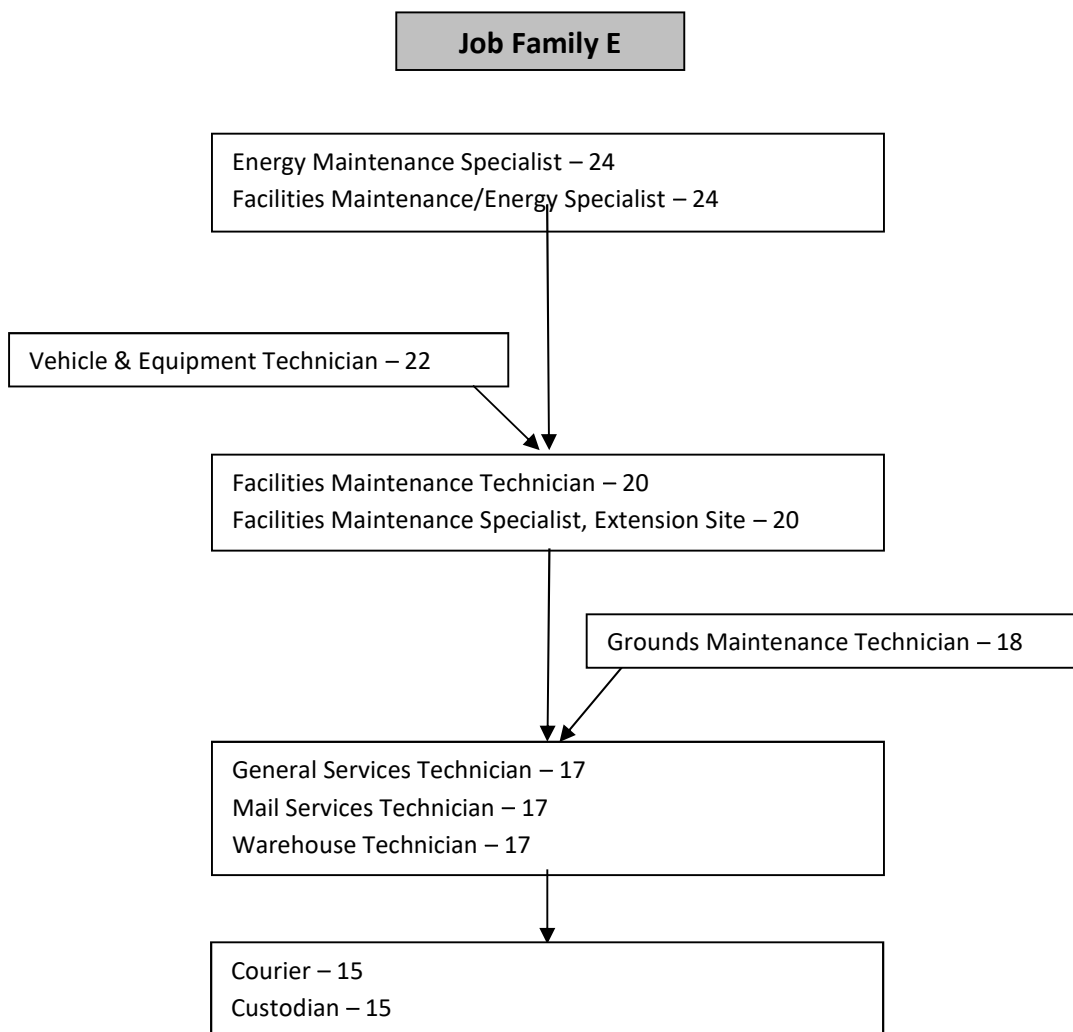 Job Family E
Energy Maintenance Specialist – 24
Facilities Maintenance/Energy Specialist – 24
Vehicle & Equipment Technician – 22
Facilities Maintenance Technician – 20
Facilities Maintenance Specialist, Extension Site – 20
Grounds Maintenance Technician – 18
General Services Technician – 17
Mail Services Technician – 17
Warehouse Technician – 17
Courier – 15
Custodian – 15